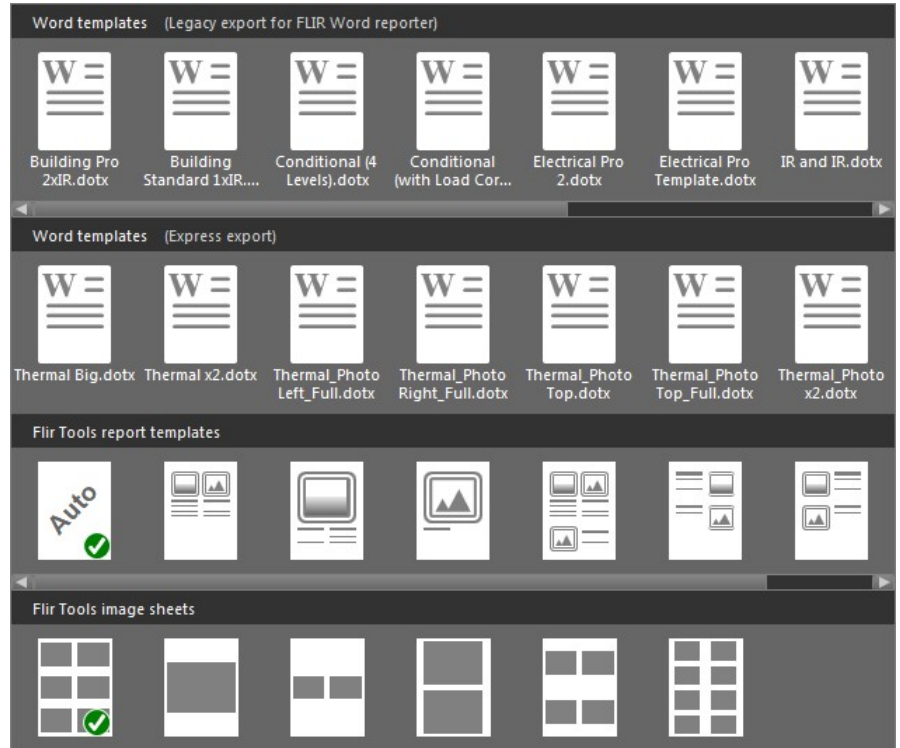 Word templates (Legacy export for FLIR Word reporter)
W W W W W W W
Building Pro Building Conditional (4 Conditional Electrical Pro Electrical Pro IR and IR.dotx
2xIR.dotx Standard 1xIR.... Levels).dotx (with Load Cor... 2.dotx Template.dotx
Word templates (Express export)
W W W W W W W
Thermal Big.dotx Thermal x2.dotx Thermal_Photo Thermal_Photo Thermal_Photo Thermal_Photo Thermal_Photo
Left_Full.dotx Right_Full.dotx Top.dotx Top_Full.dotx x2.dotx
Flir Tools report templates
Auto
Flir Tools image sheets